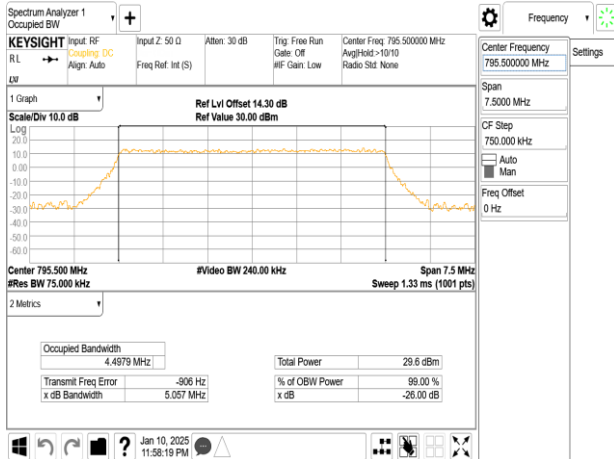 Spectrum Analyzer 1
Occupied BW
+
Frequency
KEYSIGHT
RL
LXI
Input: RF
Coupling: DC
Align: Auto
Input Z: 50 Ω
Freq Ref: Int (S)
Atten: 30 dB
Trig: Free Run
Gate: Off
#IF Gain: Low
Center Freq: 795.500000 MHz
Avg|Hold:>10/10
Radio Std: None
Center Frequency
795.500000 MHz
Settings
Span
7.5000 MHz
CF Step
750.000 kHz
Auto
Man
Freq Offset
0 Hz
1 Graph
Scale/Div 10.0 dB
Ref Lvl Offset 14.30 dB
Ref Value 30.00 dBm
Log
20.0
10.0
0.00
-10.0
-20.0
-30.0
-40.0
-50.0
-60.0
Center 795.500 MHz
#Video BW 240.00 kHz
Span 7.5 MHz
#Res BW 75.000 kHz
Sweep 1.33 ms (1001 pts)
2 Metrics
Occupied Bandwidth
4.4979 MHz
Total Power 29.6 dBm
Transmit Freq Error -906 Hz
% of OBW Power 99.00 %
x dB Bandwidth 5.057 MHz
x dB -26.00 dB
?
Jan 10, 2025
11:58:19 PM